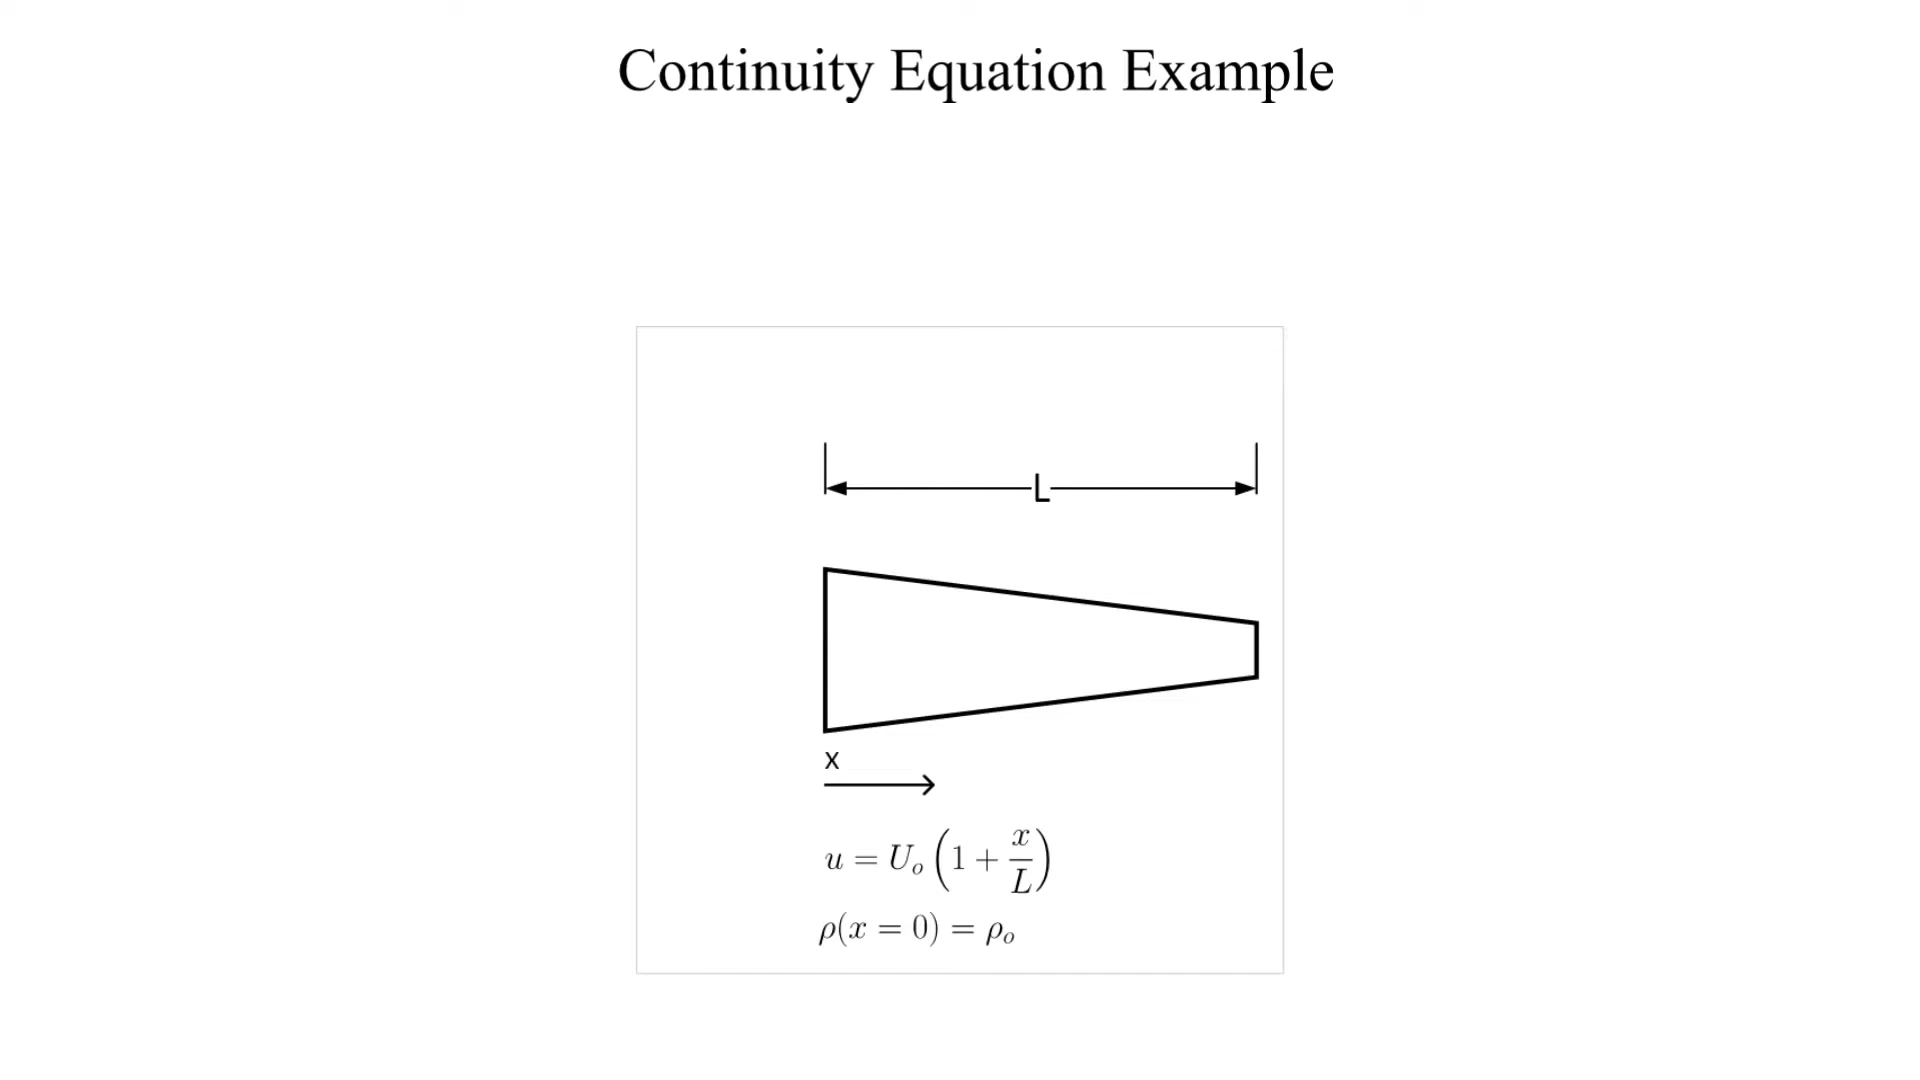 Continuity Equation Example
L
x
u = U_o (1 + x/L)
ρ(x = 0) = ρ_o